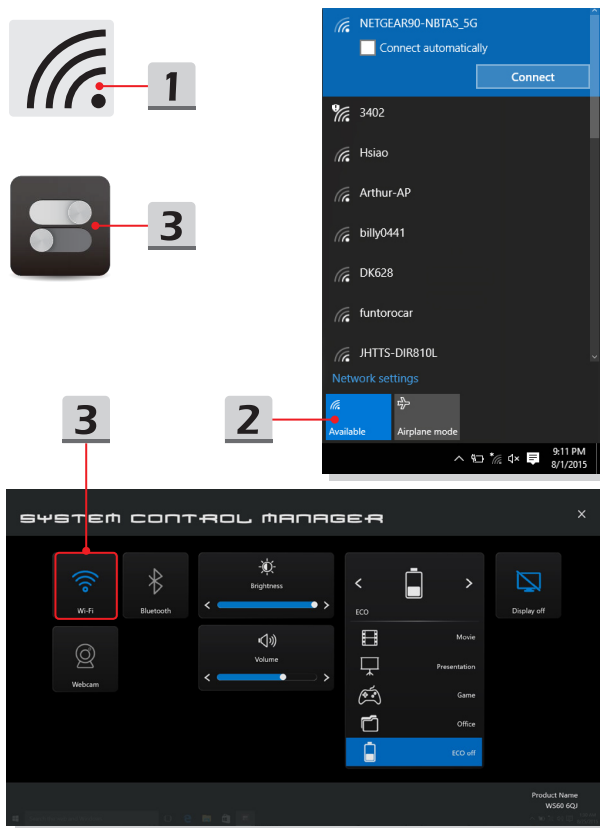 NETGEAR90-NBTAS_5G
Connect automatically
Connect
1
3402
Hsiao
Arthur-AP
3
billy0441
DK628
funtorocar
JHTTS-DIR810L
Network settings
3
2
Available
Airplane mode
9:11 PM
8/1/2015
SYSTEM CONTROL MANAGER
Wi-Fi
Bluetooth
Brightness
ECO
Display off
Movie
Webcam
Volume
Presentation
Game
Office
ECO off
Product Name
WS60 6QJ